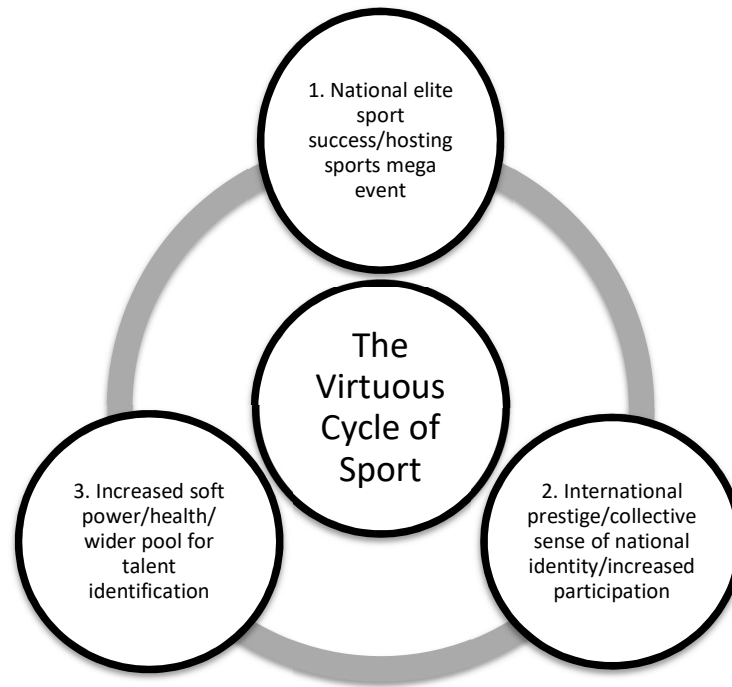 1. National elite
sport
success/hosting
sports mega
event
The
Virtuous
Cycle of
Sport
2. International
prestige/collective
sense of national
identity/increased
participation
3. Increased soft
power/health/
wider pool for
talent
identification